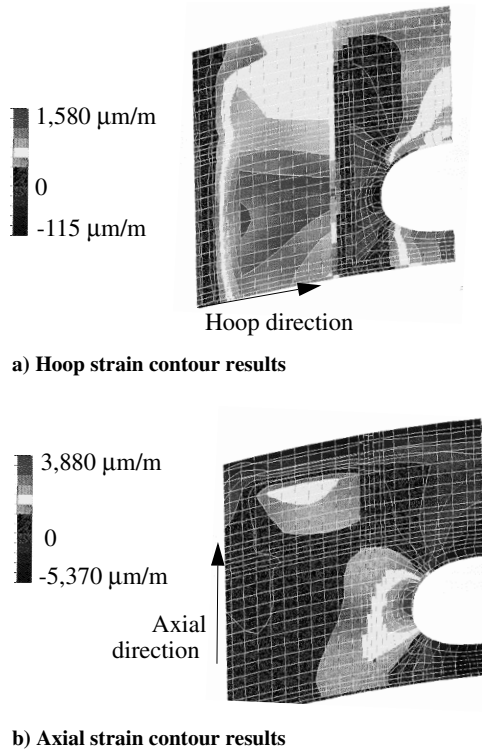 1,580 μm/m
0
-115 μm/m
Hoop direction
a) Hoop strain contour results
3,880 μm/m
0
-5,370 μm/m
Axial
direction
b) Axial strain contour results